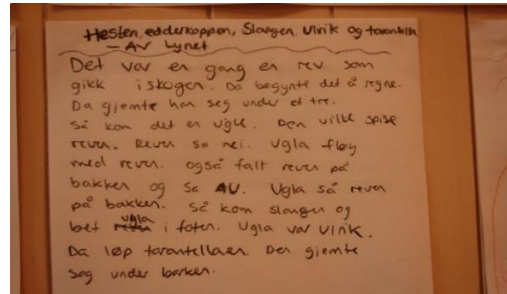 Hesten, edderkoppen, Slangen, Ulrik og tarantella
— AV Lynet
Det var en gang en rev som
gikk i skogen. Da begynte det å regne.
Da gjemte han seg under et tre.
Så kom det en ugle. Den ville spise
reven. Reven sa nei. Ugla fløy
med reven. også falt reven på
bakken og sa AU. Ugla så reven
på bakken. Så kom slangen og
bet ugla i foten. Ugla var Ulrik.
Da løp tarantellaen Den gjemte
seg under barken.